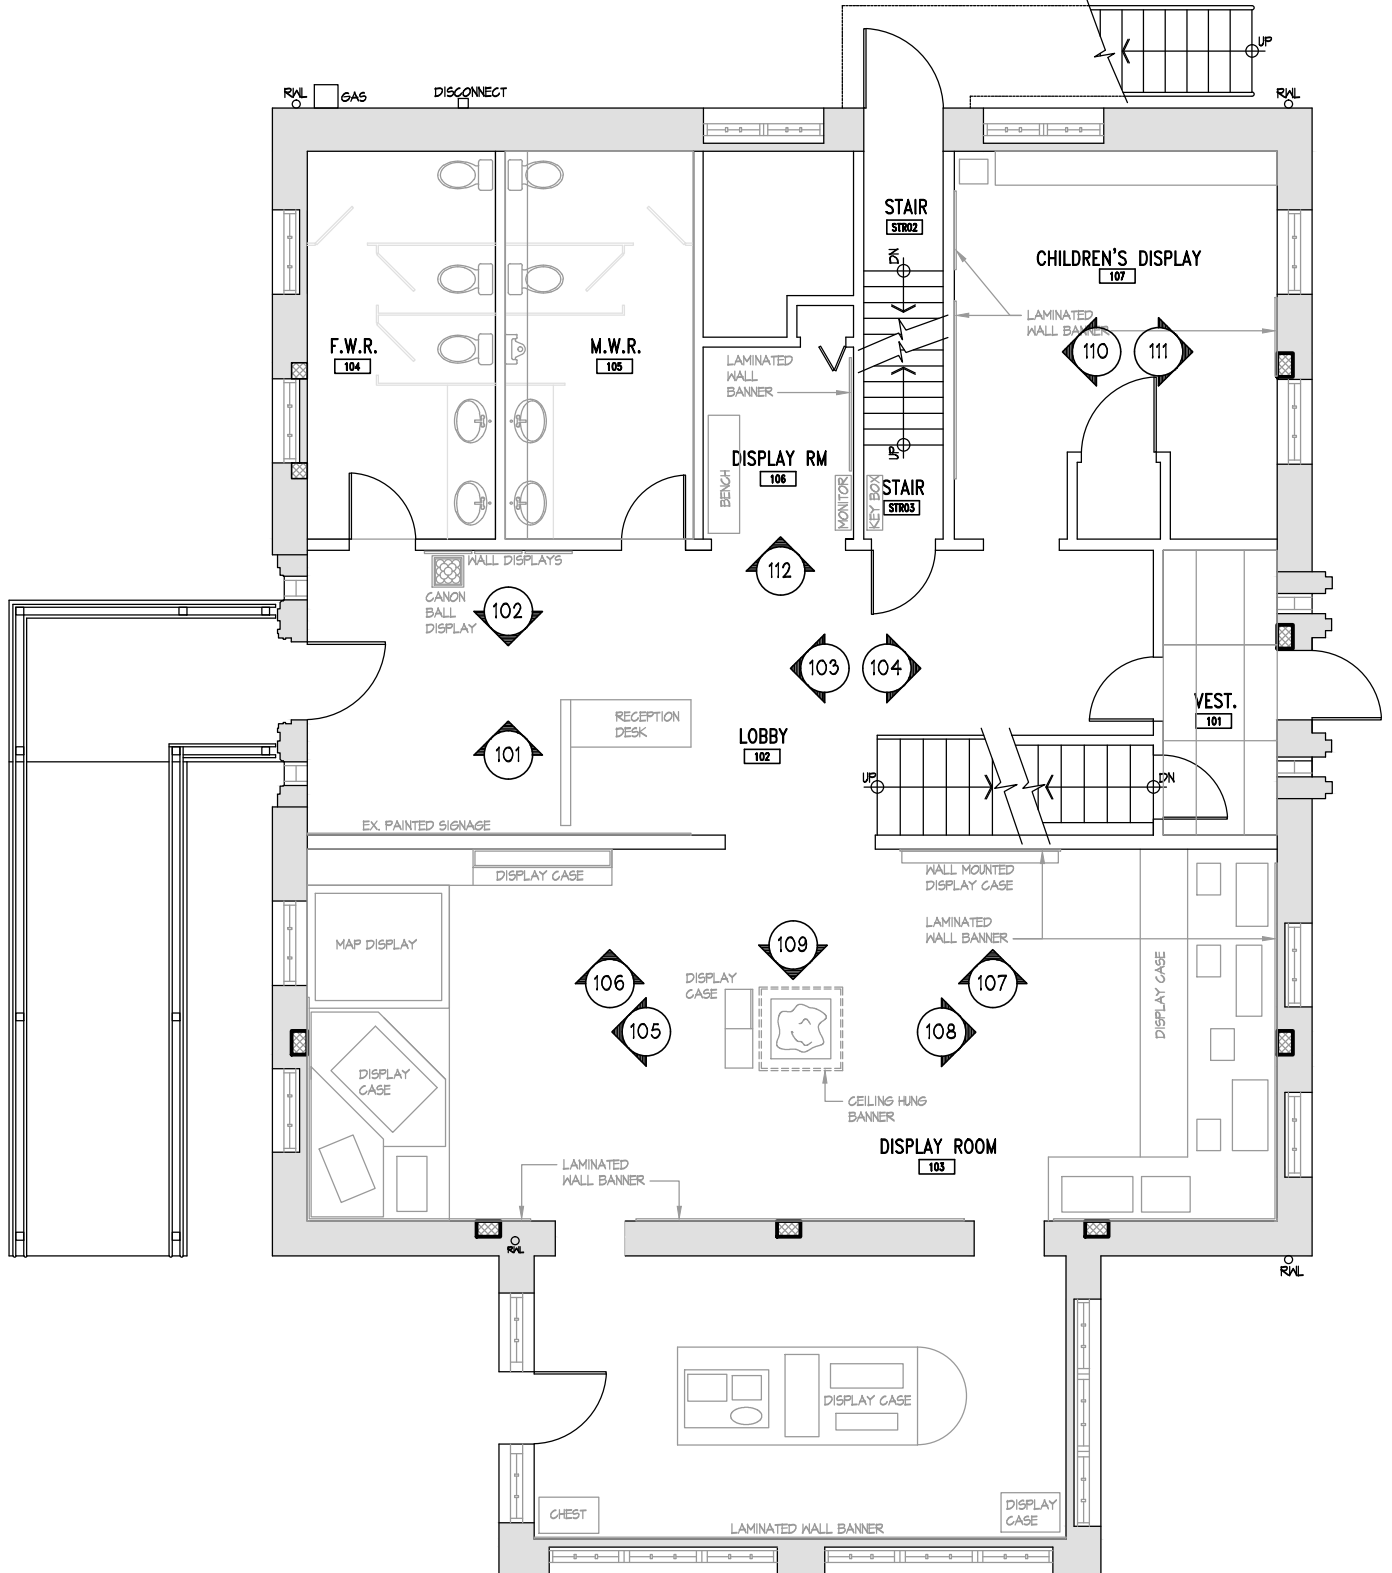 UP
RWL
GAS
DISCONNECT
RWL
STAIR
STR02
DN
CHILDREN'S DISPLAY
107
LAMINATED
WALL BANNER
110
111
F.W.R.
104
M.W.R.
105
LAMINATED
WALL
BANNER
DISPLAY RM
106
BENCH
MONITOR
KEY BOX
UP
STAIR
STR03
WALL DISPLAYS
CANON
BALL
DISPLAY
102
112
103
104
101
RECEPTION
DESK
LOBBY
102
VEST.
101
UP
DN
EX. PAINTED SIGNAGE
DISPLAY CASE
WALL MOUNTED
DISPLAY CASE
MAP DISPLAY
LAMINATED
WALL BANNER
DISPLAY CASE
109
106
107
DISPLAY
CASE
105
108
DISPLAY
CASE
CEILING HUNG
BANNER
DISPLAY ROOM
103
LAMINATED
WALL BANNER
RWL
RWL
DISPLAY CASE
CHEST
DISPLAY
CASE
LAMINATED WALL BANNER